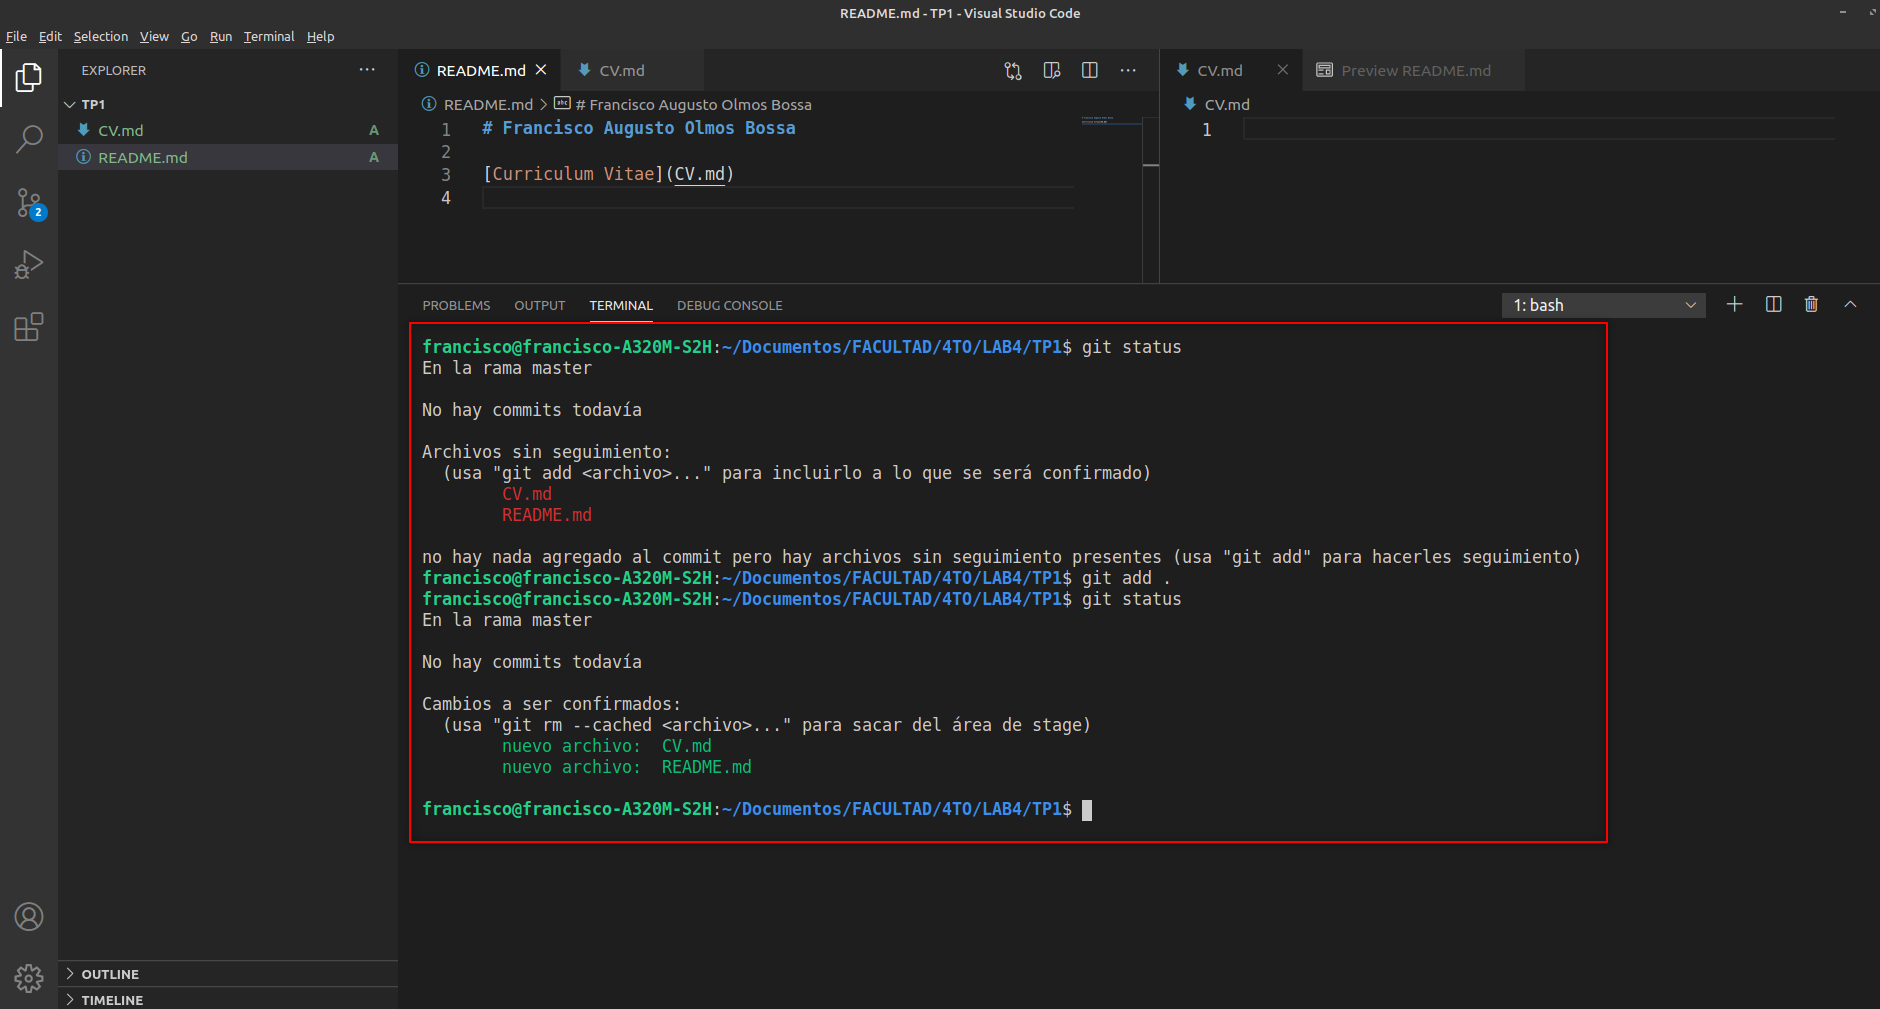 README.md - TP1 - Visual Studio Code
File Edit Selection View Go Run Terminal Help
EXPLORER
TP1
CV.md A
README.md A
2
OUTLINE
TIMELINE
README.md CV.md
README.md > # Francisco Augusto Olmos Bossa
1 # Francisco Augusto Olmos Bossa
2
3 [Curriculum Vitae](CV.md)
4
CV.md Preview README.md
CV.md
1
PROBLEMS OUTPUT TERMINAL DEBUG CONSOLE
1: bash
francisco@francisco-A320M-S2H:~/Documentos/FACULTAD/4TO/LAB4/TP1$ git status
En la rama master
No hay commits todavía
Archivos sin seguimiento:
(usa "git add <archivo>..." para incluirlo a lo que se será confirmado)
CV.md
README.md
no hay nada agregado al commit pero hay archivos sin seguimiento presentes (usa "git add" para hacerles seguimiento)
francisco@francisco-A320M-S2H:~/Documentos/FACULTAD/4TO/LAB4/TP1$ git add .
francisco@francisco-A320M-S2H:~/Documentos/FACULTAD/4TO/LAB4/TP1$ git status
En la rama master
No hay commits todavía
Cambios a ser confirmados:
(usa "git rm --cached <archivo>..." para sacar del área de stage)
nuevo archivo: CV.md
nuevo archivo: README.md
francisco@francisco-A320M-S2H:~/Documentos/FACULTAD/4TO/LAB4/TP1$